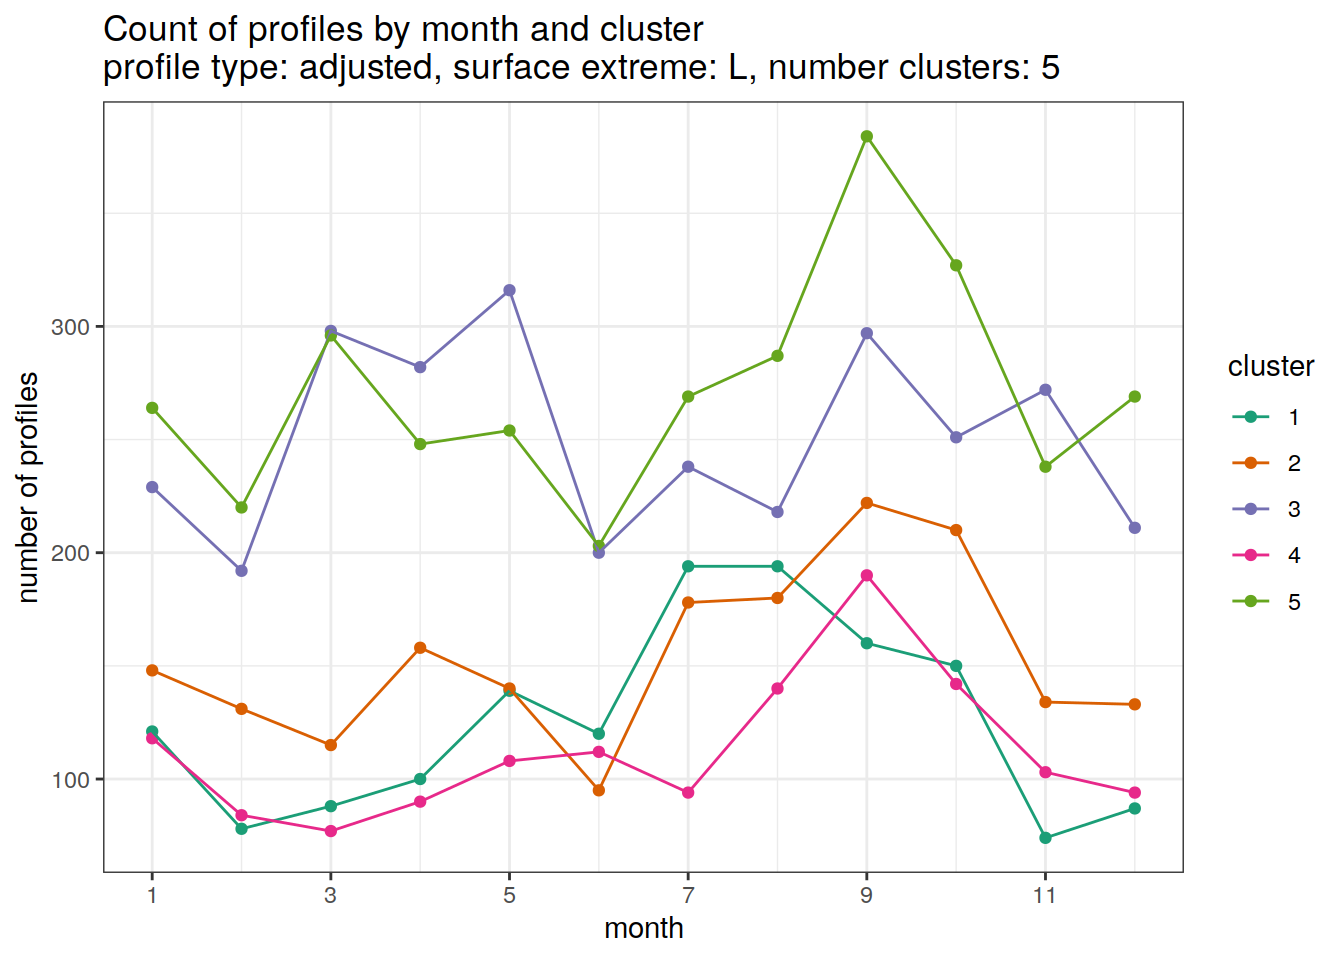 Count of profiles by month and cluster
profile type: adjusted, surface extreme: L, number clusters: 5
number of profiles
300
200
100
1 3 5 7 9 11
month
cluster
1
2
3
4
5